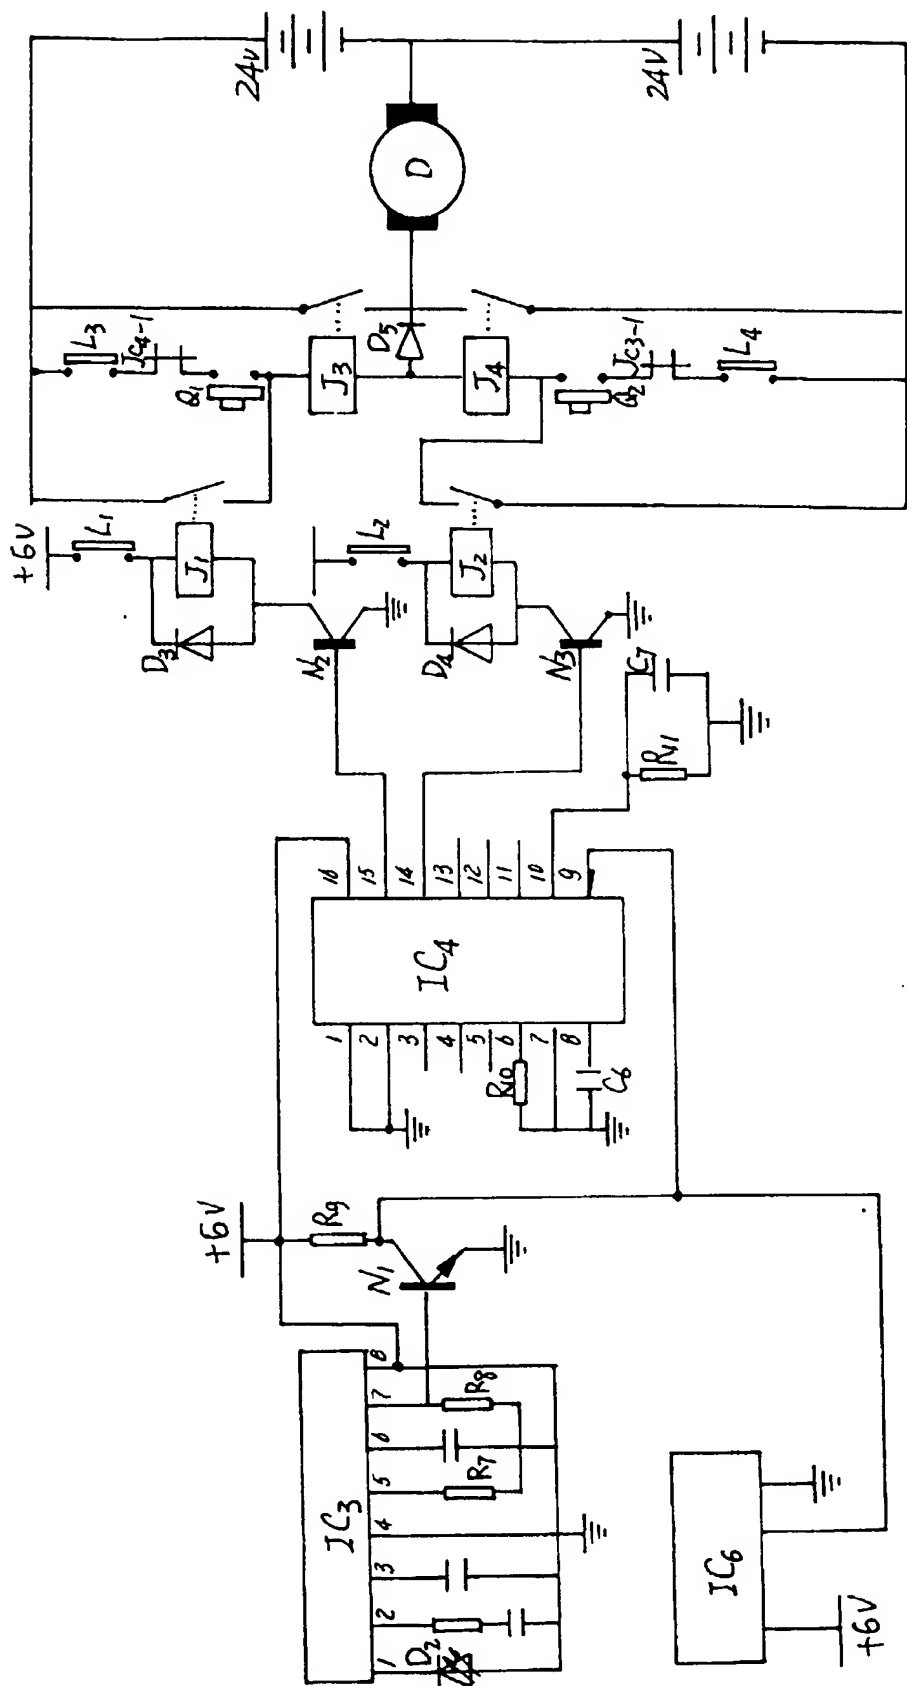 24V
24V
D
L3
JC4-1
Q1
J3
D5
J4
JC3-1
Q2
L4
+6V
L1
J1
D3
N2
L2
J2
D4
N3
C7
R11
16
15
14
13
12
11
10
9
IC4
1
2
3
4
5
6
7
8
R10
C6
+6V
R9
N1
IC3
8
7
6
5
4
3
2
1
R8
R7
D2
IC6
+6V